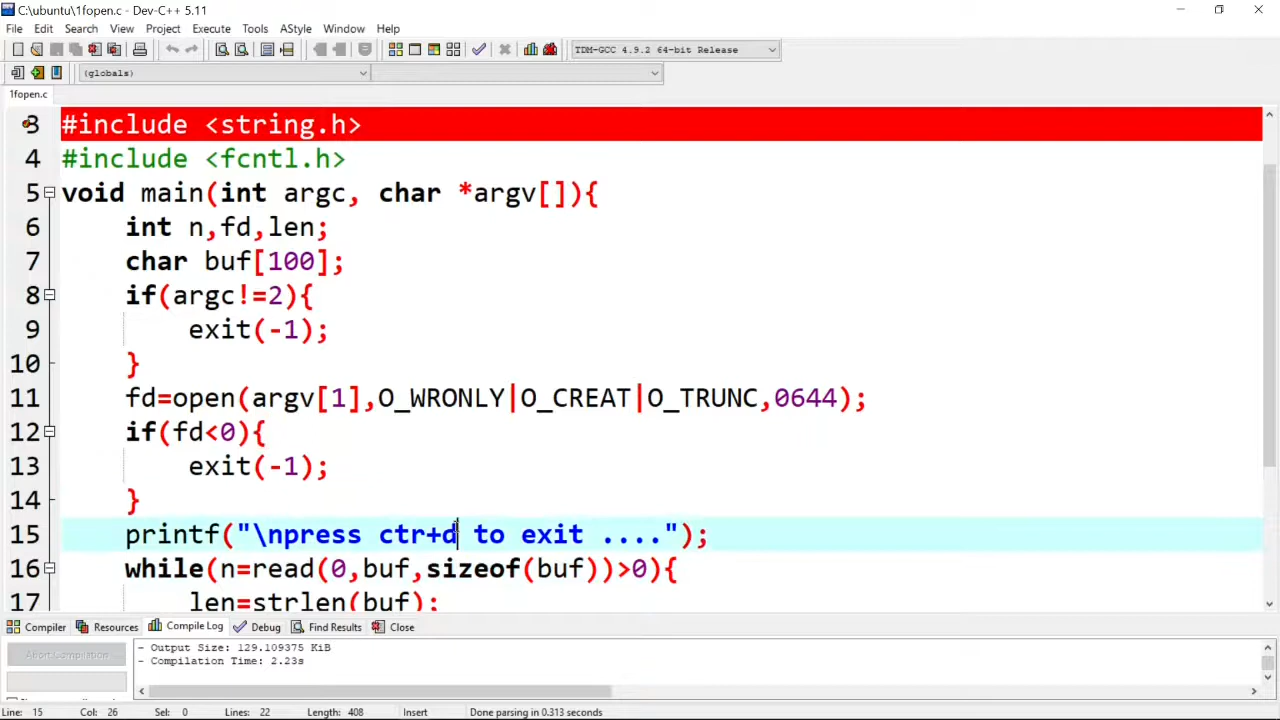 C:\ubuntu\1fopen.c - Dev-C++ 5.11
File Edit Search View Project Execute Tools AStyle Window Help
TDM-GCC 4.9.2 64-bit Release
(globals)
1fopen.c
3 #include <string.h>
4 #include <fcntl.h>
5 void main(int argc, char *argv[]){
6 int n,fd,len;
7 char buf[100];
8 if(argc!=2){
9 exit(-1);
10 }
11 fd=open(argv[1],O_WRONLY|O_CREAT|O_TRUNC,0644);
12 if(fd<0){
13 exit(-1);
14 }
15 printf("\npress ctr+d to exit ....");
16 while(n=read(0,buf,sizeof(buf))>0){
17 len=strlen(buf);
Compiler Resources Compile Log Debug Find Results Close
Abort Compilation
- Output Size: 129.109375 KiB
- Compilation Time: 2.23s
Line: 15 Col: 26 Sel: 0 Lines: 22 Length: 408 Insert Done parsing in 0.313 seconds